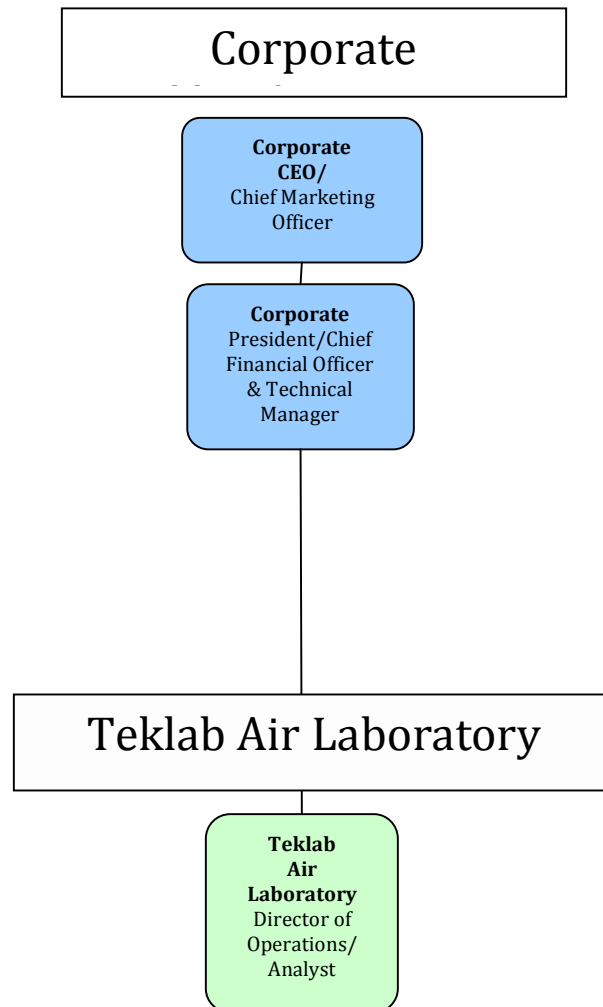 Corporate
Corporate
CEO/
Chief Marketing
Officer
Corporate
President/Chief
Financial Officer
& Technical
Manager
Teklab Air Laboratory
Teklab
Air
Laboratory
Director of
Operations/
Analyst